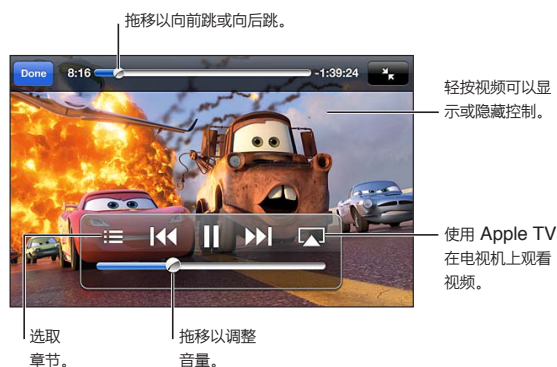 拖移以向前跳或向后跳。
Done 8:16 -1:39:24
轻按视频可以显
示或隐藏控制。
使用 Apple TV
在电视机上观看
视频。
选取
章节。
拖移以调整
音量。